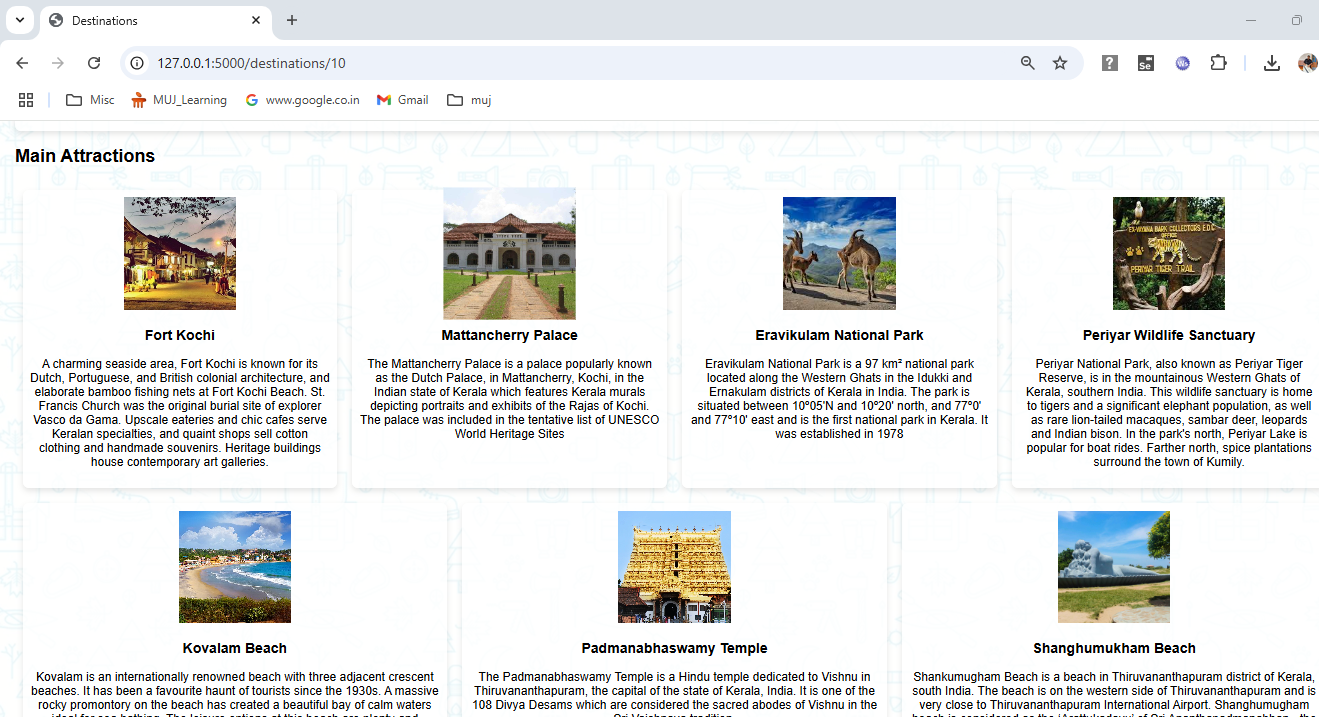 Destinations
127.0.0.1:5000/destinations/10
Se
Ws
Misc
MUJ_Learning
www.google.co.in
Gmail
muj
Main Attractions
PERIYAR TIGER TRAIL
Fort Kochi
A charming seaside area, Fort Kochi is known for its
Dutch, Portuguese, and British colonial architecture, and
elaborate bamboo fishing nets at Fort Kochi Beach. St.
Francis Church was the original burial site of explorer
Vasco da Gama. Upscale eateries and chic cafes serve
Keralan specialties, and quaint shops sell cotton
clothing and handmade souvenirs. Heritage buildings
house contemporary art galleries.
Mattancherry Palace
The Mattancherry Palace is a palace popularly known
as the Dutch Palace, in Mattancherry, Kochi, in the
Indian state of Kerala which features Kerala murals
depicting portraits and exhibits of the Rajas of Kochi.
The palace was included in the tentative list of UNESCO
World Heritage Sites
Eravikulam National Park
Eravikulam National Park is a 97 km² national park
located along the Western Ghats in the Idukki and
Ernakulam districts of Kerala in India. The park is
situated between 10º05'N and 10º20' north, and 77º0'
and 77º10' east and is the first national park in Kerala. It
was established in 1978
Periyar Wildlife Sanctuary
Periyar National Park, also known as Periyar Tiger
Reserve, is in the mountainous Western Ghats of
Kerala, southern India. This wildlife sanctuary is home
to tigers and a significant elephant population, as well
as rare lion-tailed macaques, sambar deer, leopards
and Indian bison. In the park's north, Periyar Lake is
popular for boat rides. Farther north, spice plantations
surround the town of Kumily.
Kovalam Beach
Kovalam is an internationally renowned beach with three adjacent crescent
beaches. It has been a favourite haunt of tourists since the 1930s. A massive
rocky promontory on the beach has created a beautiful bay of calm waters
Padmanabhaswamy Temple
The Padmanabhaswamy Temple is a Hindu temple dedicated to Vishnu in
Thiruvananthapuram, the capital of the state of Kerala, India. It is one of the
108 Divya Desams which are considered the sacred abodes of Vishnu in the
Shanghumukham Beach
Shankumugham Beach is a beach in Thiruvananthapuram district of Kerala,
south India. The beach is on the western side of Thiruvananthapuram and is
very close to Thiruvananthapuram International Airport. Shanghumugham